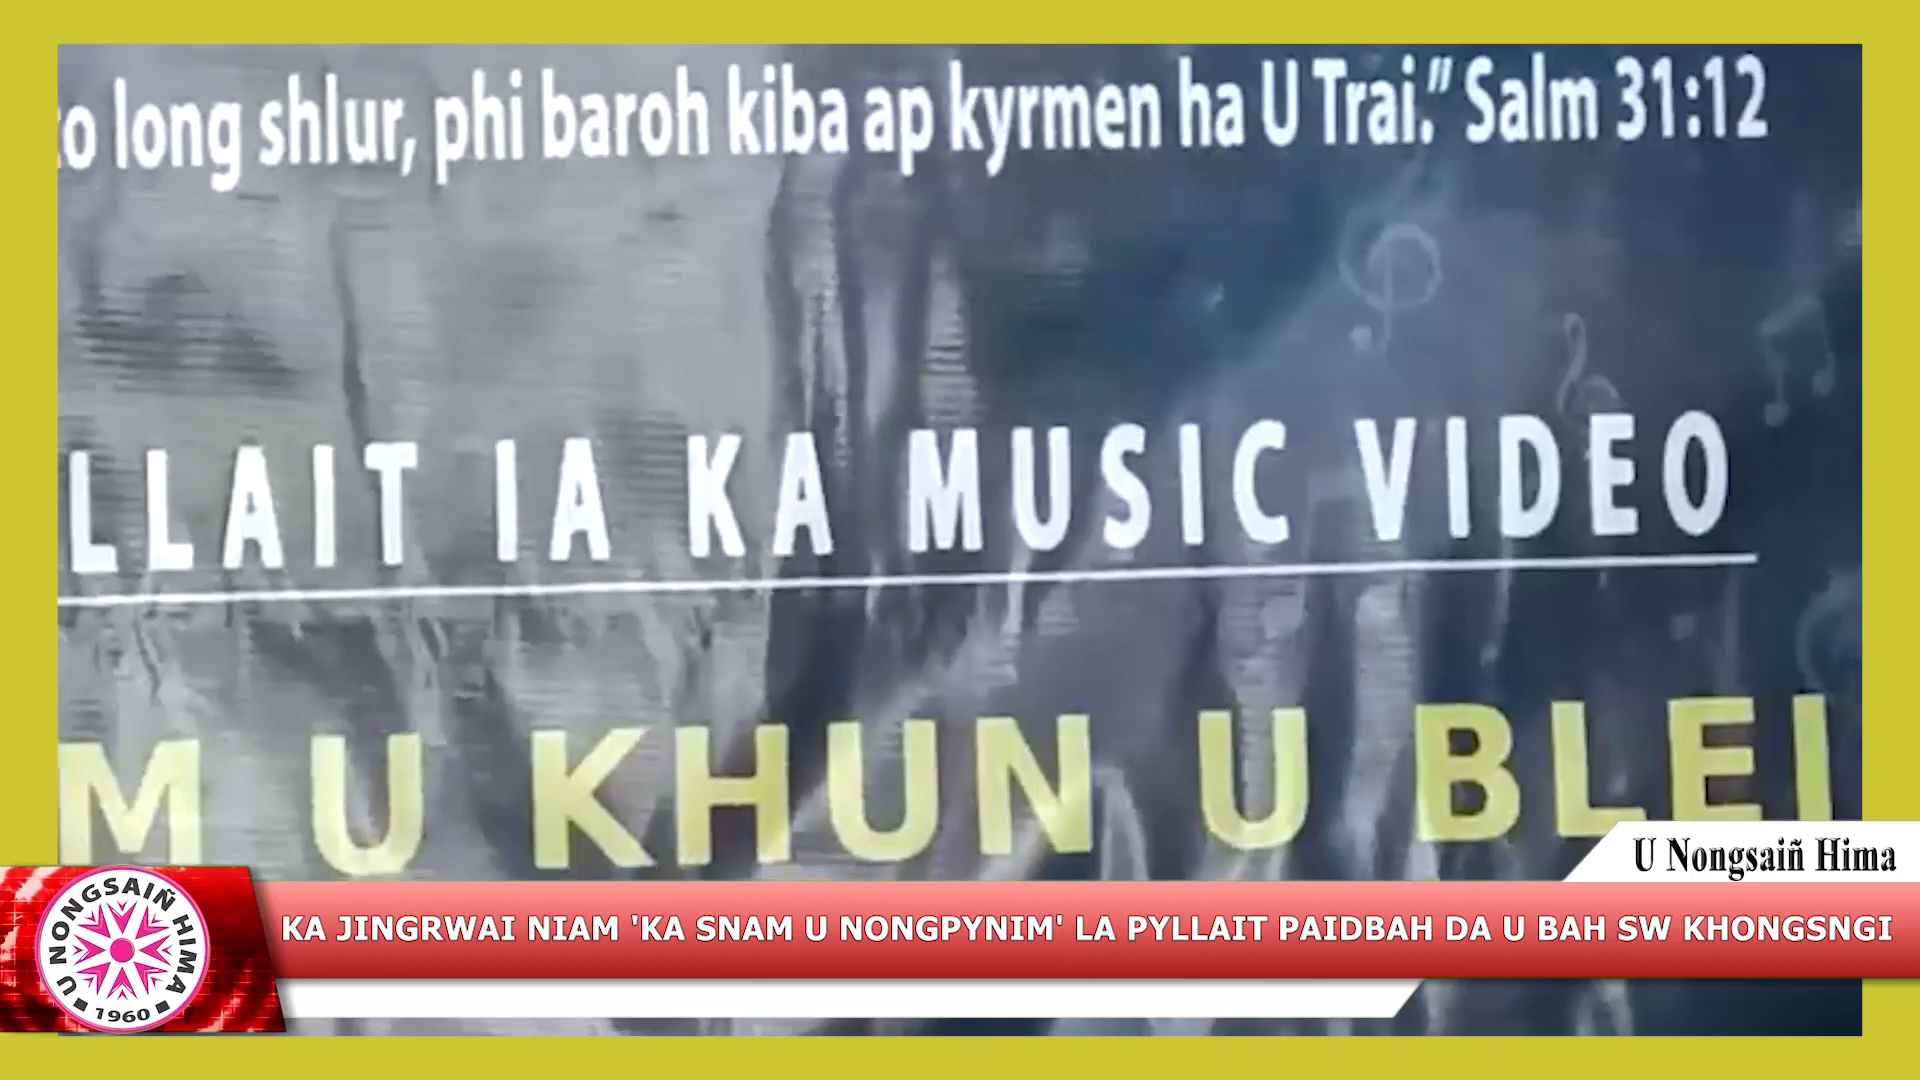 long shlur, phi baroh kiba ap kyrmen ha U Trai.” Salm 31:12
LLAIT IA KA MUSIC VIDEO
M U KHUN U BLEI
U Nongsaiñ Hima
KA JINGRWAI NIAM 'KA SNAM U NONGPYNIM' LA PYLLAIT PAIDBAH DA U BAH SW KHONGSNGI
U NONGSAIÑ HIMA
1960